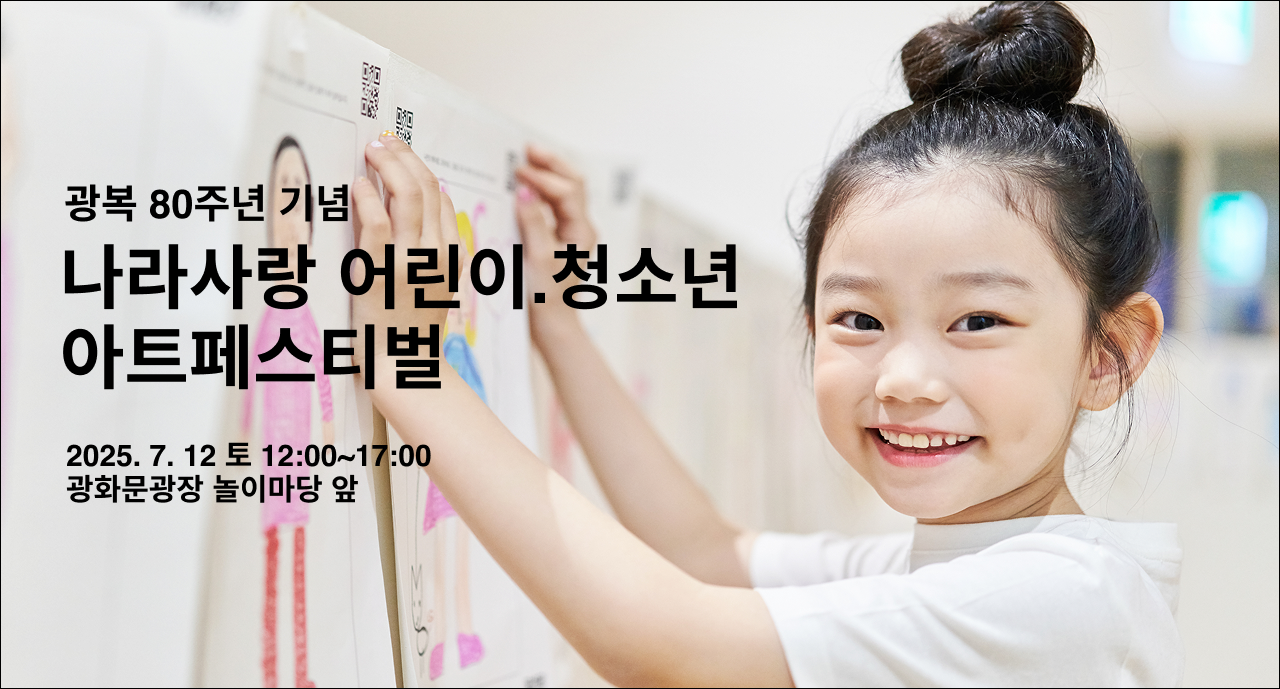 광복 80주년 기념
나라사랑 어린이.청소년
아트페스티벌
2025. 7. 12 토 12:00~17:00
광화문광장 놀이마당 앞